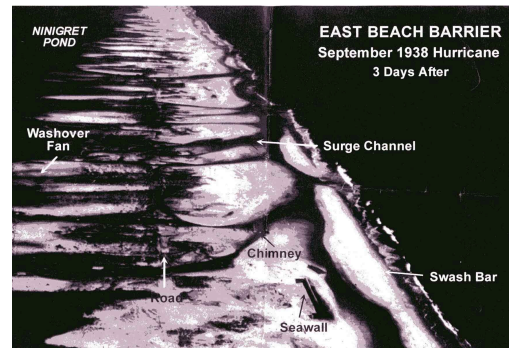 EAST BEACH BARRIER
September 1938 Hurricane
3 Days After
NINIGRET
POND
Washover
Fan
Surge Channel
Chimney
Swash Bar
Road
Seawall